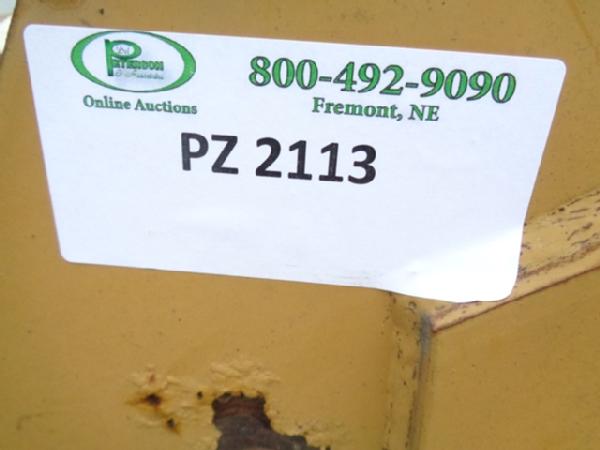 800-492-9090
Online Auctions
Fremont, NE
PZ 2113